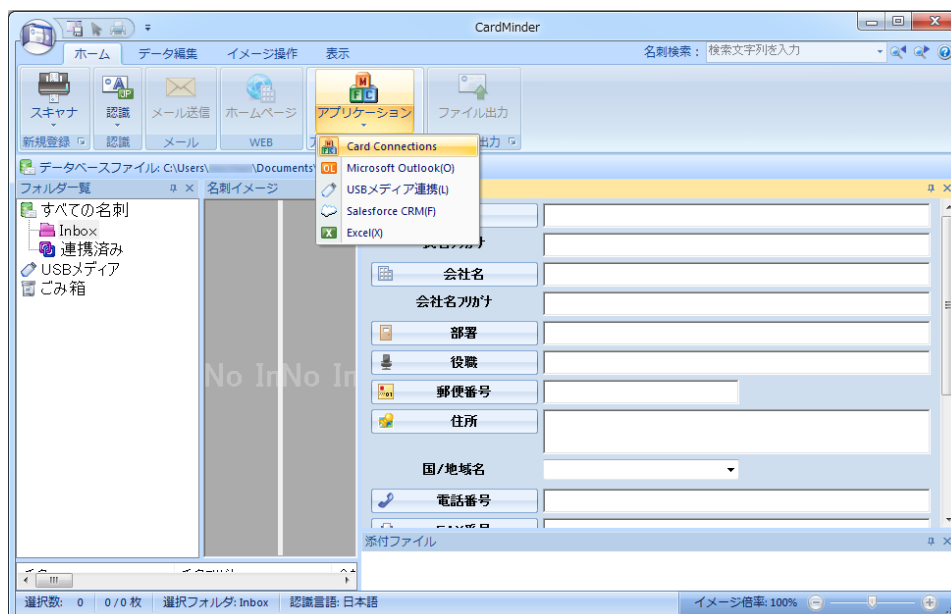 CardMinder
ホーム データ編集 イメージ操作 表示 名刺検索： 検索文字列を入力
スキャナ 認識 メール送信 ホームページ アプリケーション ファイル出力
新規登録 認識 メール WEB 出力
データベースファイル: C:\Users\ \Documents
フォルダ一覧 名刺イメージ
Card Connections
Microsoft Outlook(O)
USBメディア連携(L)
Salesforce CRM(F)
Excel(X)
すべての名刺
Inbox
連携済み
USBメディア
ごみ箱
会社名
会社名フリガナ
部署
役職
郵便番号
住所
国/地域名
電話番号
No In No In
添付ファイル
選択数: 0 0/0 枚 選択フォルダ: Inbox 認識言語: 日本語 イメージ倍率: 100%